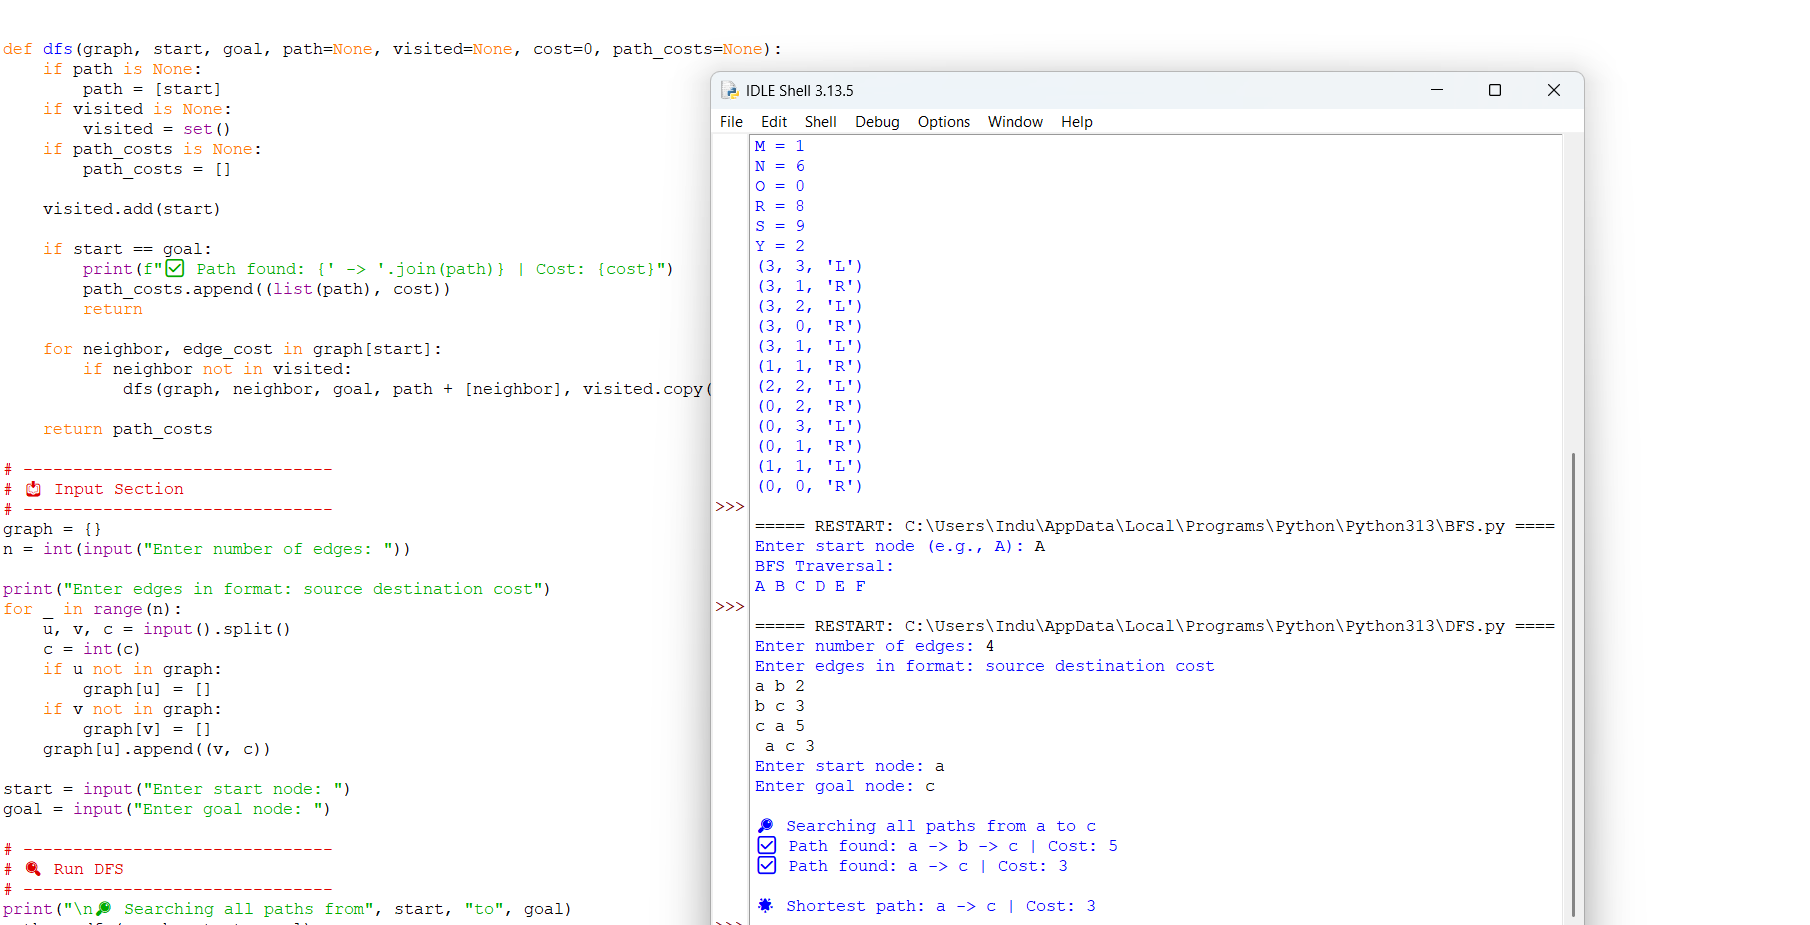 def dfs(graph, start, goal, path=None, visited=None, cost=0, path_costs=None):
    if path is None:
        path = [start]
    if visited is None:
        visited = set()
    if path_costs is None:
        path_costs = []

    visited.add(start)

    if start == goal:
        print(f"✅ Path found: {' -> '.join(path)} | Cost: {cost}")
        path_costs.append((list(path), cost))
        return

    for neighbor, edge_cost in graph[start]:
        if neighbor not in visited:
            dfs(graph, neighbor, goal, path + [neighbor], visited.copy(

    return path_costs

# -------------------------------
# 📥 Input Section
# -------------------------------
graph = {}
n = int(input("Enter number of edges: "))

print("Enter edges in format: source destination cost")
for _ in range(n):
    u, v, c = input().split()
    c = int(c)
    if u not in graph:
        graph[u] = []
    if v not in graph:
        graph[v] = []
    graph[u].append((v, c))

start = input("Enter start node: ")
goal = input("Enter goal node: ")

# -------------------------------
# 🔍 Run DFS
# -------------------------------
print("\n🔎 Searching all paths from", start, "to", goal)
IDLE Shell 3.13.5
File Edit Shell Debug Options Window Help
M = 1
N = 6
O = 0
R = 8
S = 9
Y = 2
(3, 3, 'L')
(3, 1, 'R')
(3, 2, 'L')
(3, 0, 'R')
(3, 1, 'L')
(1, 1, 'R')
(2, 2, 'L')
(0, 2, 'R')
(0, 3, 'L')
(0, 1, 'R')
(1, 1, 'L')
(0, 0, 'R')
>>>
===== RESTART: C:\Users\Indu\AppData\Local\Programs\Python\Python313\BFS.py ====
Enter start node (e.g., A): A
BFS Traversal:
A B C D E F
>>>
===== RESTART: C:\Users\Indu\AppData\Local\Programs\Python\Python313\DFS.py ====
Enter number of edges: 4
Enter edges in format: source destination cost
a b 2
b c 3
c a 5
 a c 3
Enter start node: a
Enter goal node: c

🔎 Searching all paths from a to c
✅ Path found: a -> b -> c | Cost: 5
✅ Path found: a -> c | Cost: 3

🌟 Shortest path: a -> c | Cost: 3